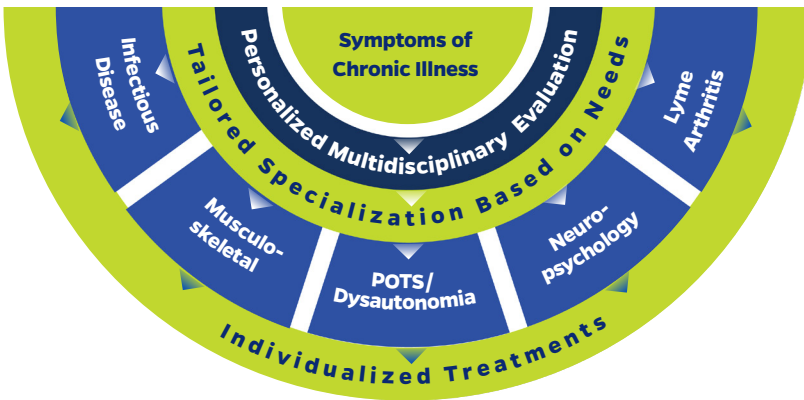 Symptoms of
Chronic Illness
Personalized Multidisciplinary Evaluation
Tailored Specialization Based on Needs
Infectious
Disease
Musculo-
skeletal
POTS/
Dysautonomia
Neuro-
psychology
Lyme
Arthritis
Individualized Treatments